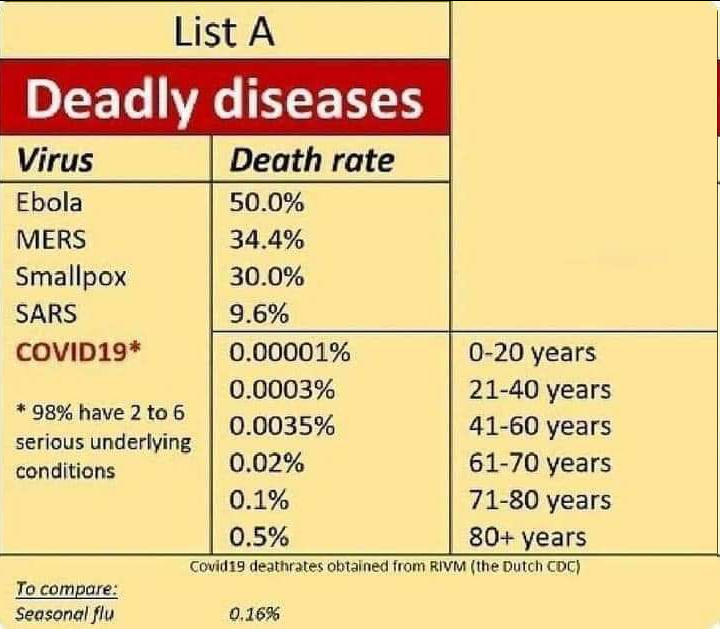 List A
Deadly diseases
Virus Death rate
Ebola 50.0%
MERS 34.4%
Smallpox 30.0%
SARS 9.6%
COVID19* 0.00001% 0-20 years
0.0003% 21-40 years
* 98% have 2 to 6
serious underlying
conditions
0.0035% 41-60 years
0.02% 61-70 years
0.1% 71-80 years
0.5% 80+ years
Covid19 deathrates obtained from RIVM (the Dutch CDC)
To compare:
Seasonal flu 0.16%